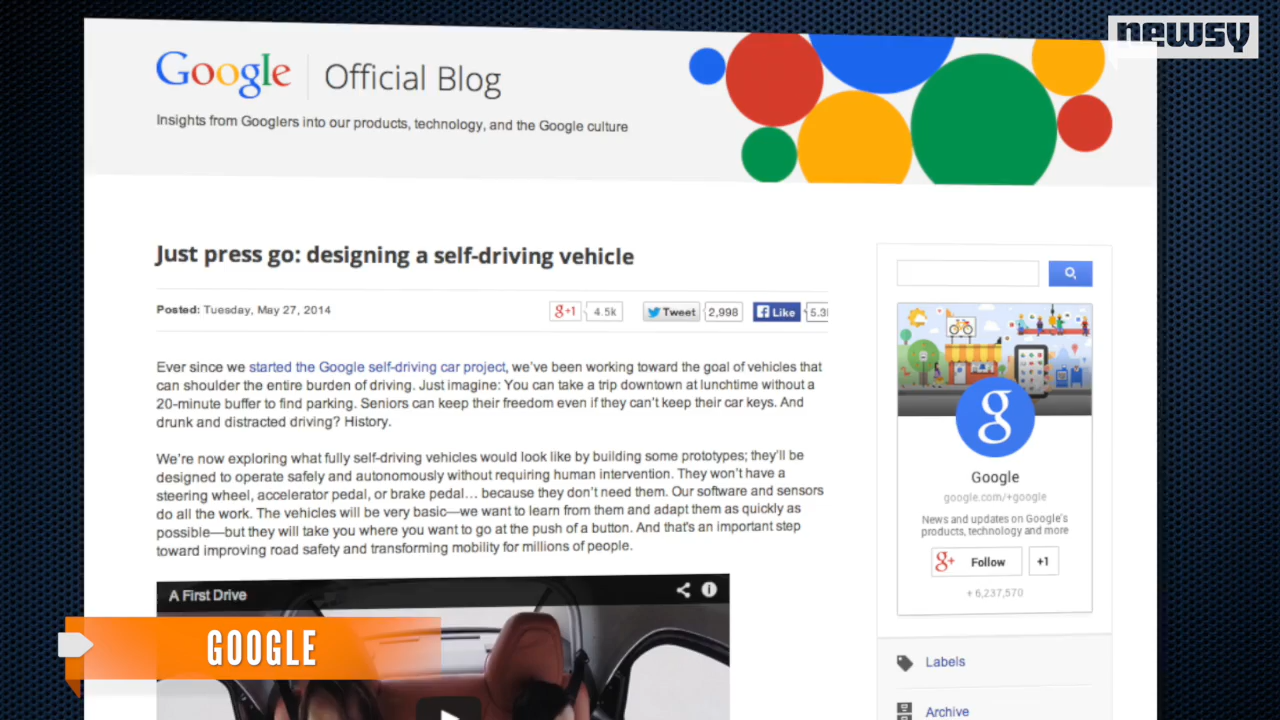 newsy
Google Official Blog
Insights from Googlers into our products, technology, and the Google culture
Just press go: designing a self-driving vehicle
Posted: Tuesday, May 27, 2014
g+1 4.5k Tweet 2,998 Like
Ever since we started the Google self-driving car project, we've been working toward the goal of vehicles that
can shoulder the entire burden of driving. Just imagine: You can take a trip downtown at lunchtime without a
20-minute buffer to find parking. Seniors can keep their freedom even if they can't keep their car keys. And
drunk and distracted driving? History.
We're now exploring what fully self-driving vehicles would look like by building some prototypes; they'll be
designed to operate safely and autonomously without requiring human intervention. They won't have a
steering wheel, accelerator pedal, or brake pedal... because they don't need them. Our software and sensors
do all the work. The vehicles will be very basic—we want to learn from them and adapt them as quickly as
possible—but they will take you where you want to go at the push of a button. And that's an important step
toward improving road safety and transforming mobility for millions of people.
A First Drive
GOOGLE
g
Google
google.com/+google
News and updates on Google's
products, technology and more
g+ Follow +1
+ 6,237,570
Labels
Archive